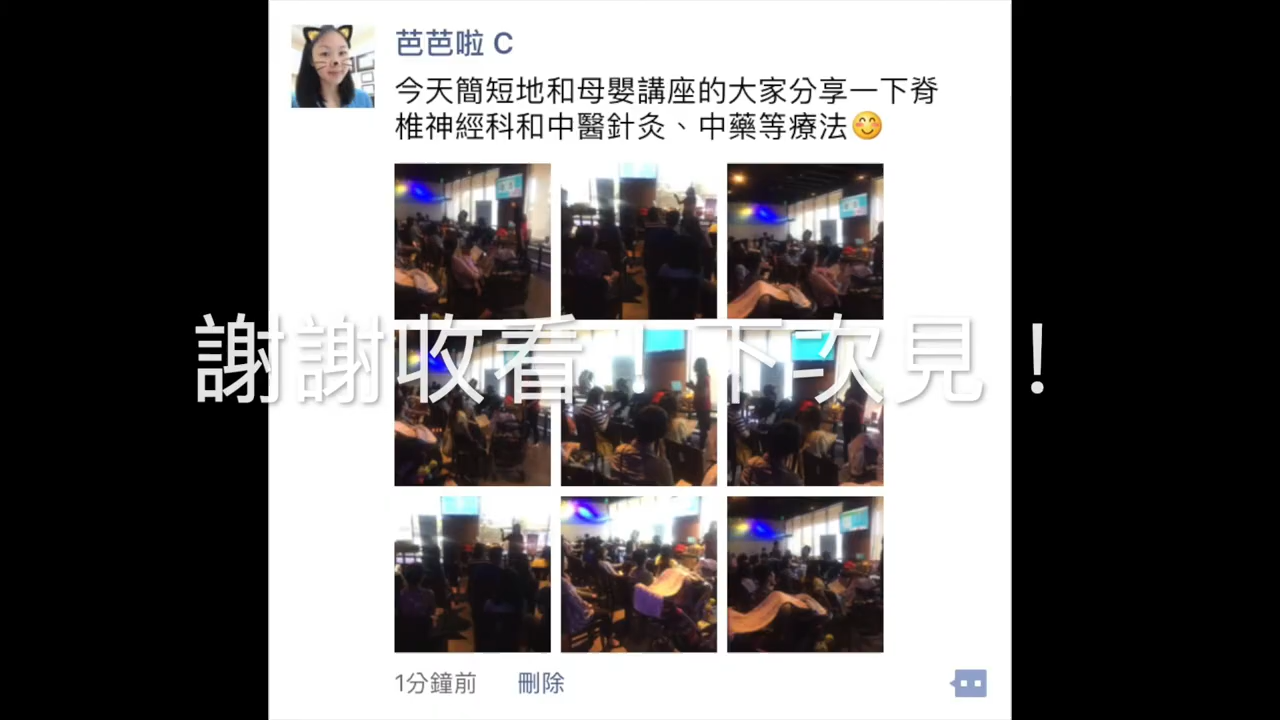 芭芭啦 C
今天簡短地和母嬰講座的大家分享一下脊
椎神經科和中醫針灸、中藥等療法😊
謝謝收看！下次見！
1分鐘前 刪除